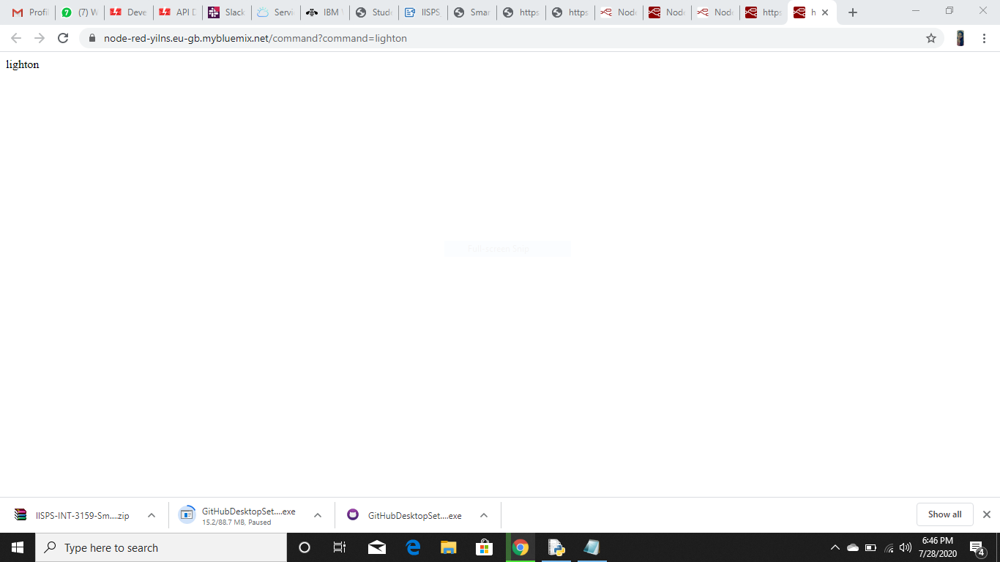 Profil
(7) W
Deve
API D
Slack
Servi
IBM W
Stude
IISPS
Smar
https
https
Node
Node
Node
https
h
node-red-yilns.eu-gb.mybluemix.net/command?command=lighton
lighton
Full-screen Snip
IISPS-INT-3159-Sm....zip
GitHubDesktopSet....exe
15.2/88.7 MB, Paused
GitHubDesktopSet....exe
Show all
Type here to search
6:46 PM
7/28/2020
4